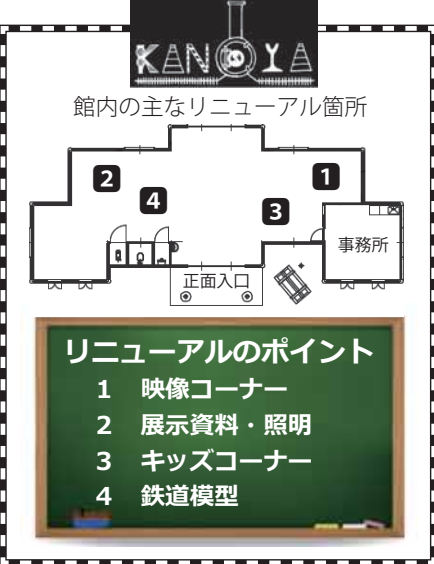 KANOYA
館内の主なリニューアル箇所
2
4
1
3
事務所
正面入口
リニューアルのポイント
1 映像コーナー
2 展示資料・照明
3 キッズコーナー
4 鉄道模型